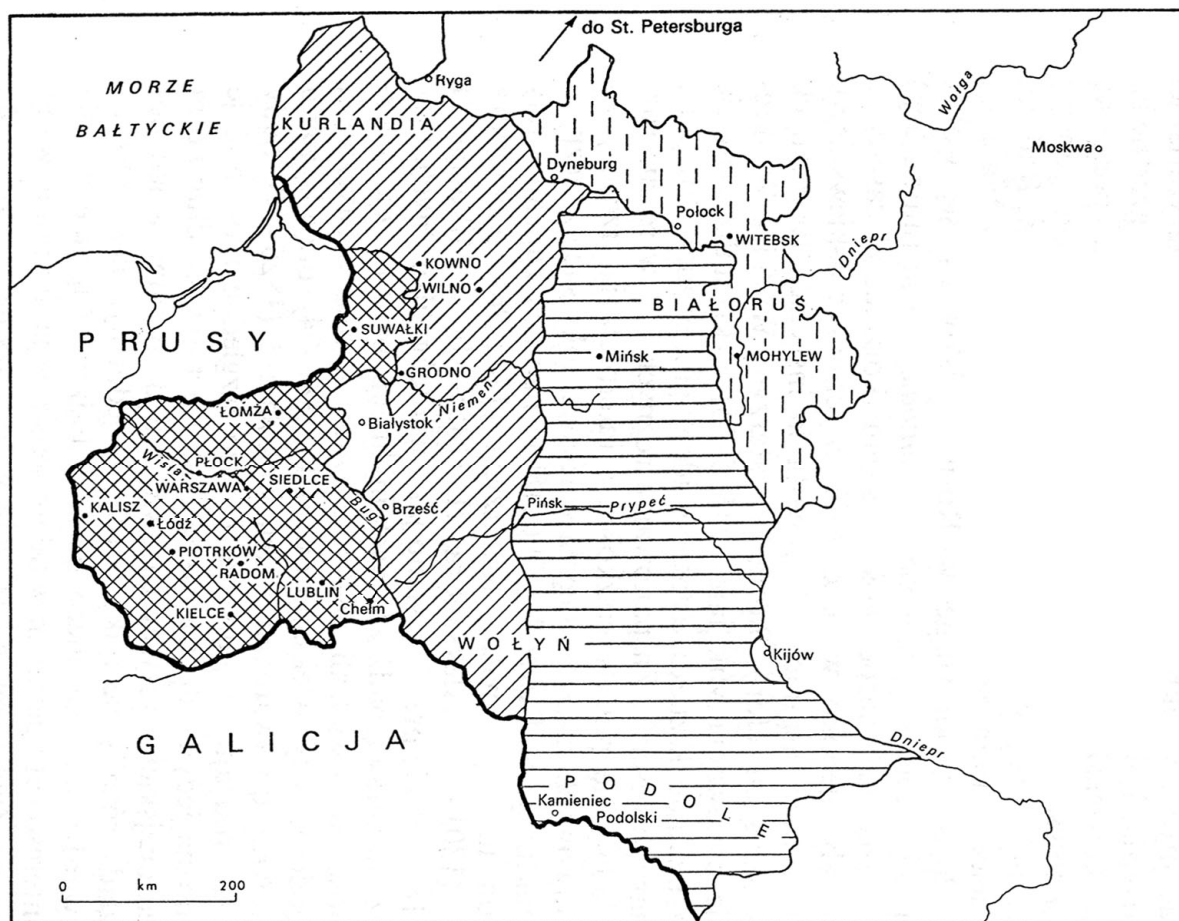 do St. Petersburga
Wołga
MORZE
BAŁTYCKIE
Ryga
KURLANDIA
Moskwa
Dyneburg
Połock
WITEBSK
Dniepr
KOWNO
WILNO
BIAŁORUŚ
PRUSY
SUWAŁKI
Mińsk
MOHYLEW
GRODNO
Niemen
ŁOMŻA
Białystok
Wisła
PŁOCK
WARSZAWA
SIEDLCE
Bug
Brześć
Pińsk
Prypeć
KALISZ
Łódź
PIOTRKÓW
RADOM
LUBLIN
Chełm
KIELCE
WOŁYŃ
Kijów
GALICJA
Dniepr
PODOLE
Kamieniec
Podolski
0 km 200